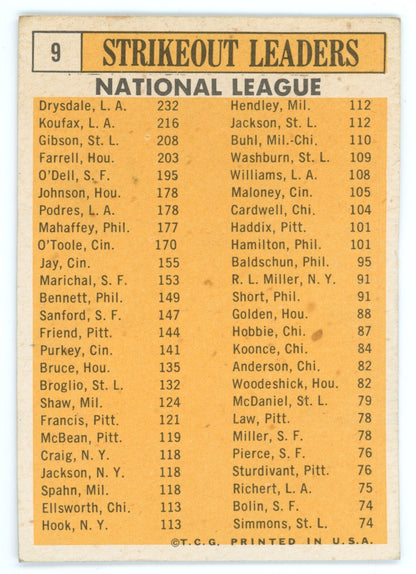 9
STRIKEOUT LEADERS
NATIONAL LEAGUE
Drysdale, L. A. 232
Koufax, L. A. 216
Gibson, St. L. 208
Farrell, Hou. 203
O'Dell, S. F. 195
Johnson, Hou. 178
Podres, L. A. 178
Mahaffey, Phil. 177
O'Toole, Cin. 170
Jay, Cin. 155
Marichal, S. F. 153
Bennett, Phil. 149
Sanford, S. F. 147
Friend, Pitt. 144
Purkey, Cin. 141
Bruce, Hou. 135
Broglio, St. L. 132
Shaw, Mil. 124
Francis, Pitt. 121
McBean, Pitt. 119
Craig, N. Y. 118
Jackson, N. Y. 118
Spahn, Mil. 118
Ellsworth, Chi. 113
Hook, N. Y. 113
Hendley, Mil. 112
Jackson, St. L. 112
Buhl, Mil.-Chi. 110
Washburn, St. L. 109
Williams, L. A. 108
Maloney, Cin. 105
Cardwell, Chi. 104
Haddix, Pitt. 101
Hamilton, Phil. 101
Baldschun, Phil. 95
R. L. Miller, N. Y. 91
Short, Phil. 91
Golden, Hou. 88
Hobbie, Chi. 87
Koonce, Chi. 84
Anderson, Chi. 82
Woodeshick, Hou. 82
McDaniel, St. L. 79
Law, Pitt. 78
Miller, S. F. 78
Pierce, S. F. 76
Sturdivant, Pitt. 76
Richert, L. A. 75
Bolin, S. F. 74
Simmons, St. L. 74
©T.C.G. PRINTED IN U.S.A.